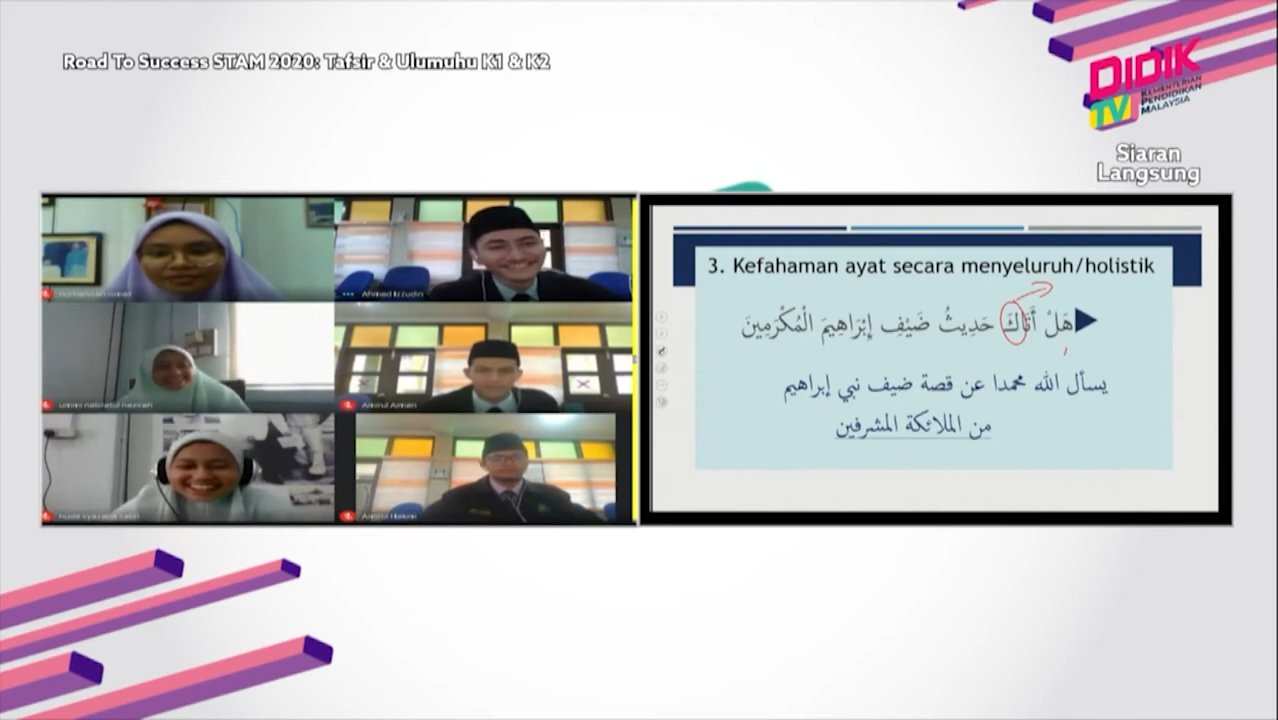 Road To Success STAM 2020: Tafsir & Ulumuhu K1 & K2
DIDIK
TV
KEMENTERIAN
PENDIDIKAN
MALAYSIA
Siaran
Langsung
Ahmad Izzudin
Amirul Aiman
3. Kefahaman ayat secara menyeluruh/holistik
هَلْ أَتَاكَ حَدِيثُ ضَيْفِ إِبْرَاهِيمَ الْمُكْرَمِينَ
يسأل الله محمدا عن قصة ضيف نبي إبراهيم
من الملائكة المشرفين